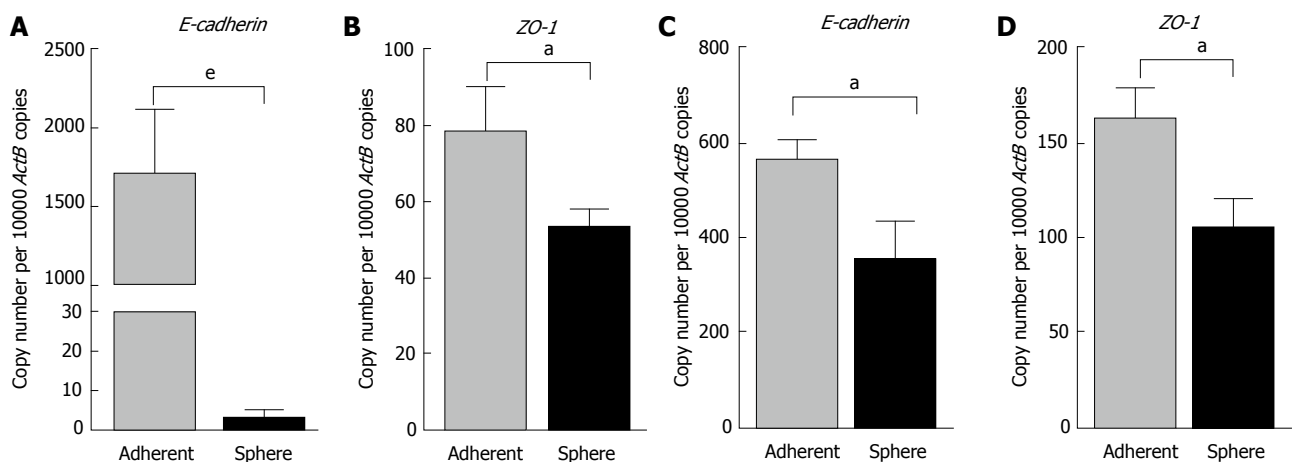 A
E-cadherin
e
Copy number per 10000 ActB copies
2500
2000
1500
1000
30
20
10
0
Adherent Sphere
B
ZO-1
a
Copy number per 10000 ActB copies
100
80
60
40
20
0
Adherent Sphere
C
E-cadherin
a
Copy number per 10000 ActB copies
800
600
400
200
0
Adherent Sphere
D
ZO-1
a
Copy number per 10000 ActB copies
200
150
100
50
0
Adherent Sphere